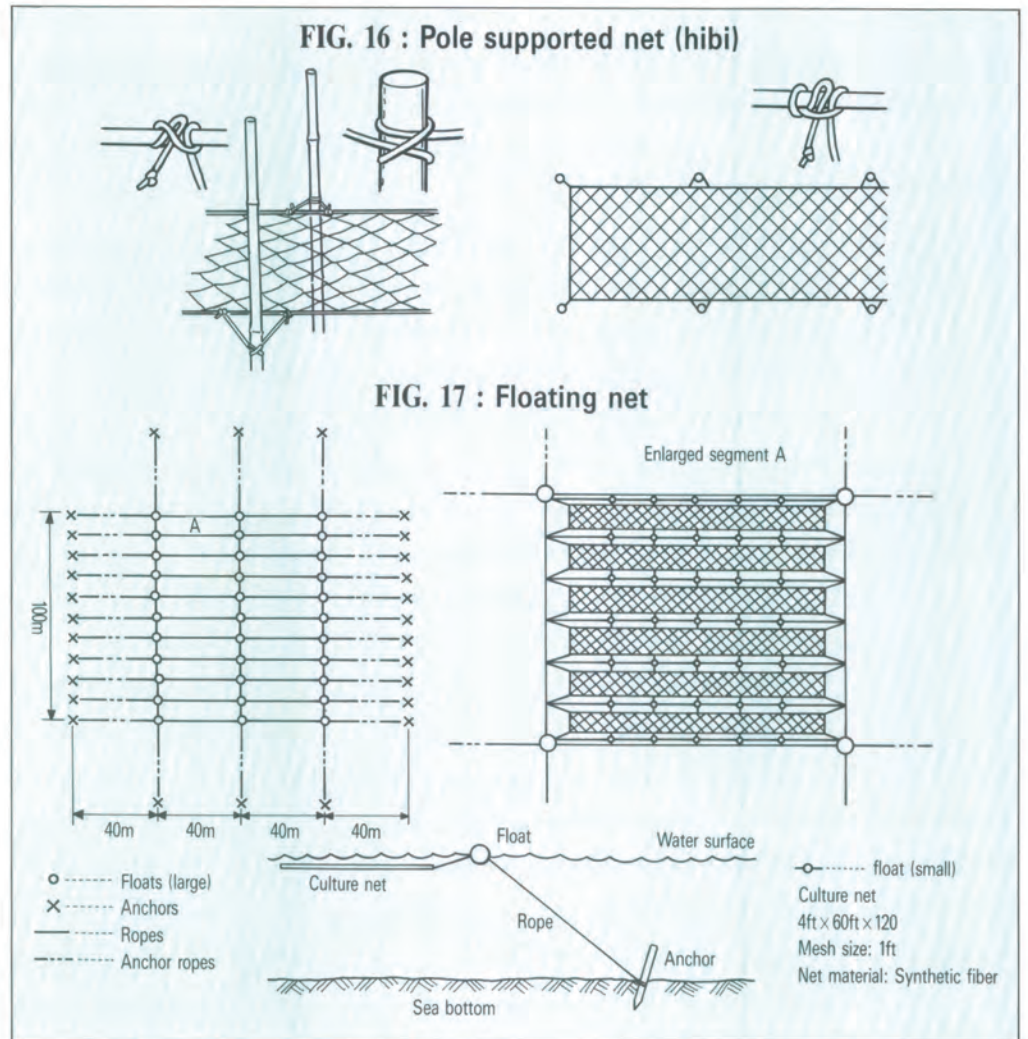 FIG. 16 : Pole supported net (hibi)
FIG. 17 : Floating net
Enlarged segment A
A
100m
40m 40m 40m 40m
Float
Water surface
Culture net
Rope
Anchor
Sea bottom
Floats (large)
Anchors
Ropes
Anchor ropes
float (small)
Culture net
4ft × 60ft × 120
Mesh size: 1ft
Net material: Synthetic fiber